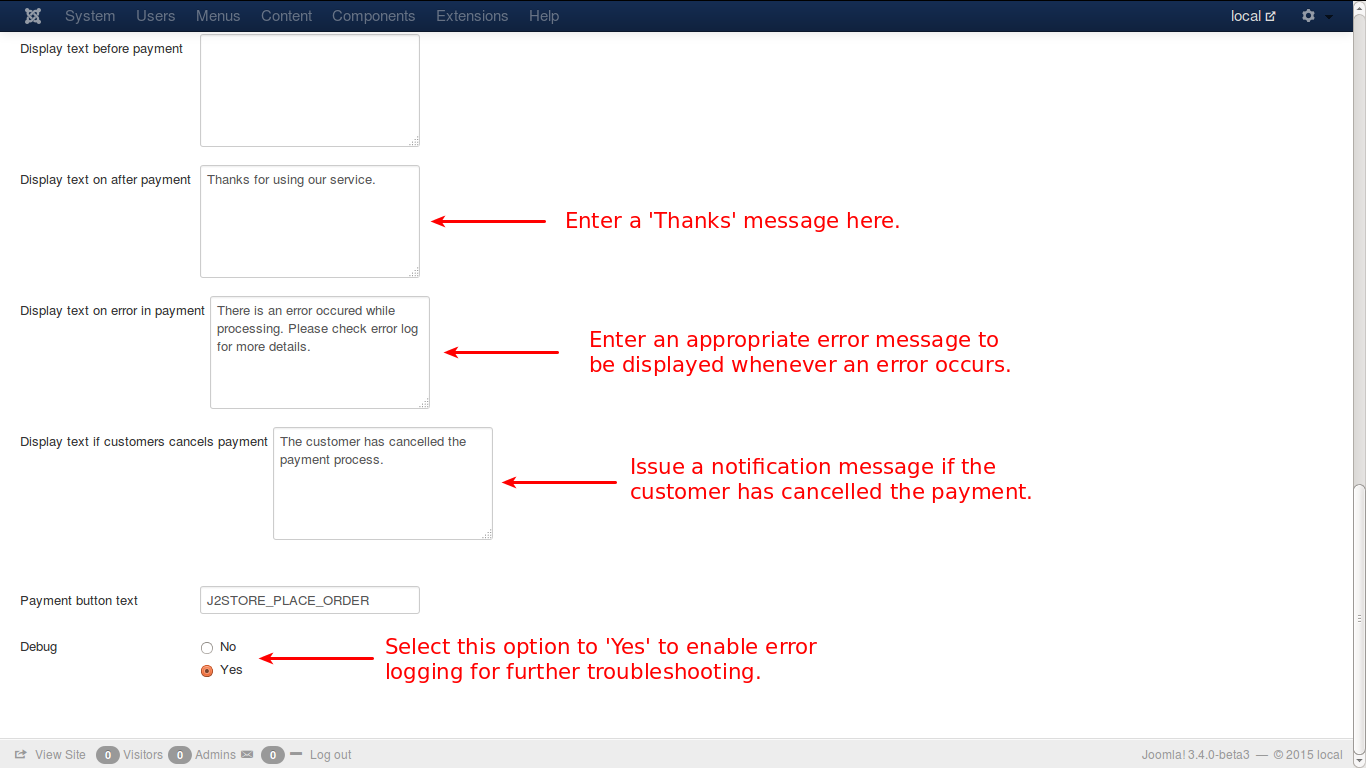 System Users Menus Content Components Extensions Help local
Display text before payment
Display text on after payment
Thanks for using our service.
Enter a 'Thanks' message here.
Display text on error in payment
There is an error occured while
processing. Please check error log
for more details.
Enter an appropriate error message to
be displayed whenever an error occurs.
Display text if customers cancels payment
The customer has cancelled the
payment process.
Issue a notification message if the
customer has cancelled the payment.
Payment button text
J2STORE_PLACE_ORDER
Debug
No
Yes
Select this option to 'Yes' to enable error
logging for further troubleshooting.
View Site 0 Visitors 0 Admins 0 Log out Joomla! 3.4.0-beta3 — © 2015 local